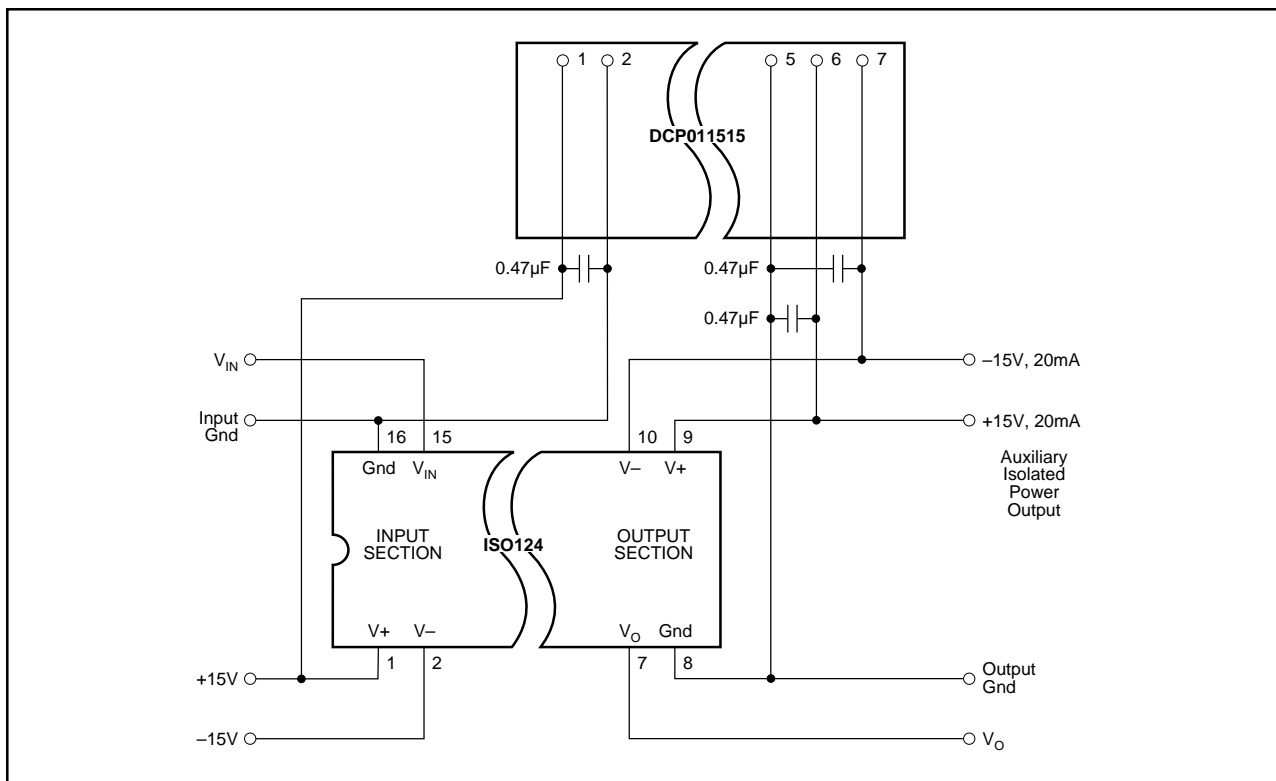 1 2 5 6 7
DCP011515
0.47µF 0.47µF
0.47µF
V_IN –15V, 20mA
Input
Gnd
+15V, 20mA
16 15 10 9
Gnd V_IN V– V+
Auxiliary
Isolated
Power
Output
INPUT
SECTION
ISO124
OUTPUT
SECTION
V+ V– V_O Gnd
1 2 7 8
+15V
Output
Gnd
–15V V_O